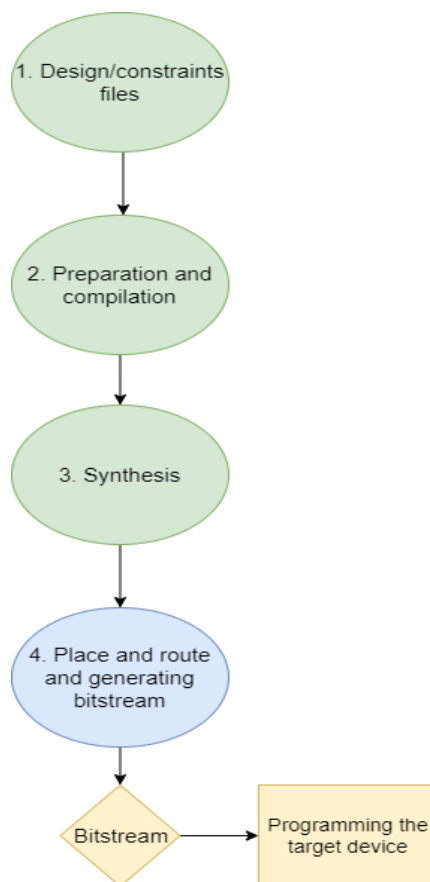 1. Design/constraints
files
2. Preparation and
compilation
3. Synthesis
4. Place and route
and generating
bitstream
Bitstream
Programming the
target device